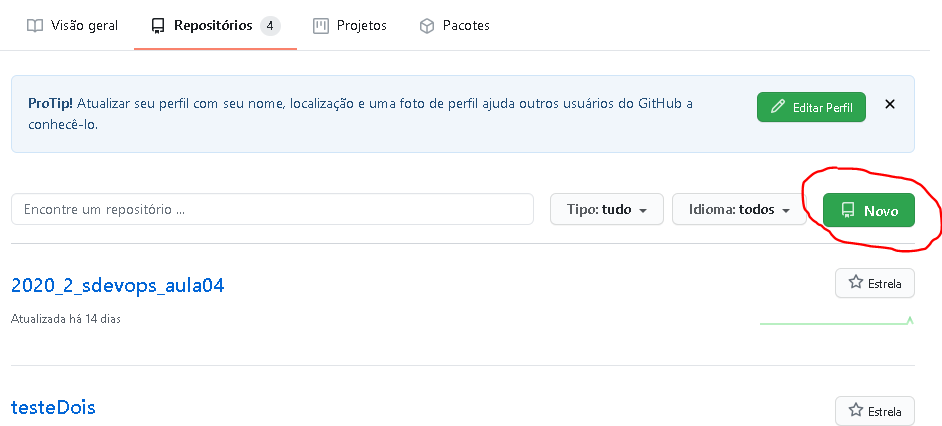 Visão geral Repositórios 4 Projetos Pacotes
ProTip! Atualizar seu perfil com seu nome, localização e uma foto de perfil ajuda outros usuários do GitHub a
conhecê-lo.
Editar Perfil
Encontre um repositório ... Tipo: tudo Idioma: todos Novo
2020_2_sdevops_aula04
Estrela
Atualizada há 14 dias
testeDois
Estrela